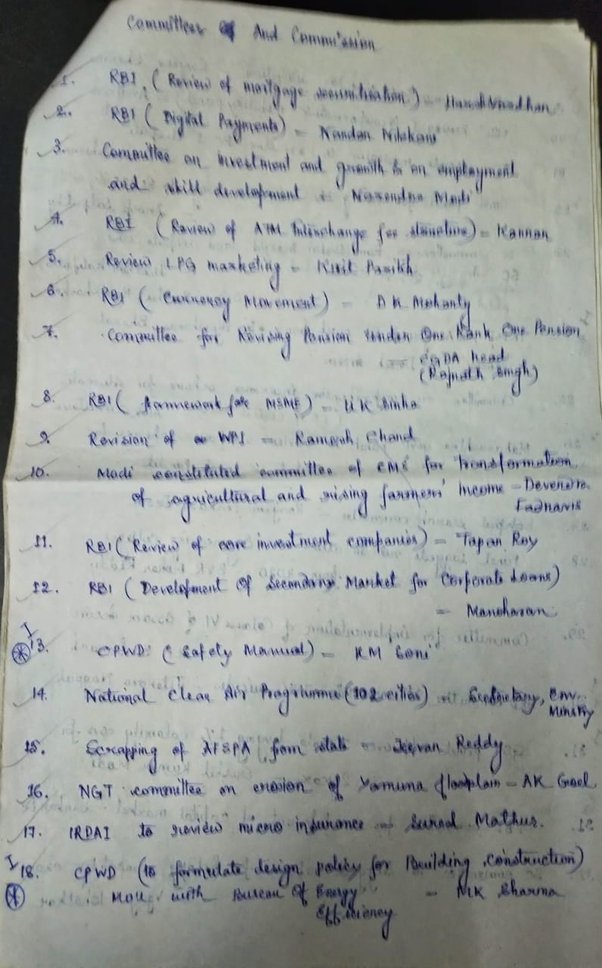 Committees And Commission
1. RBI (Review of mortgage securitisation) - Harsh Vardhan
2. RBI (Digital Payments) = Nandan Nilekani
3. Committee on investment and growth & on employment
and skill development = Narendra Modi
4. RBI (Review of ATM Interchange fee structure) = Kannan
5. Review LPG marketing = Kirit Parikh
6. RBI (Currency Movement) = DK Mohanty
7. Committee for Revising Pension under One Rank One Pension
CGDA head
(Rajnath Singh)
8. RBI (framework for MSME) = U.K Sinha
9. Revision of WPI = Ramesh Chand
10. Modi constituted committee of CMs for Transformation
of agricultural and rising farmers' Income - Devendra
Fadnavis
11. RBI (Review of core investment companies) = Tapan Ray
12. RBI (Development Of Secondary Market for Corporate Loans)
= Manoharan
I
13. CPWD (Safety Manual) = KM Soni
14. National Clean Air Programme (102 cities) = Secretary, Env.
Ministry
15. Scrapping of AFSPA from state = Jeevan Reddy
16. NGT committee on erosion of Yamuna floodplain - AK Goel
17. IRDAI to review micro insurance = Mathur.
I
18. CPWD (to formulate design policy for Building Construction)
MOU with Bureau Of Energy = MK Sharma
Efficiency